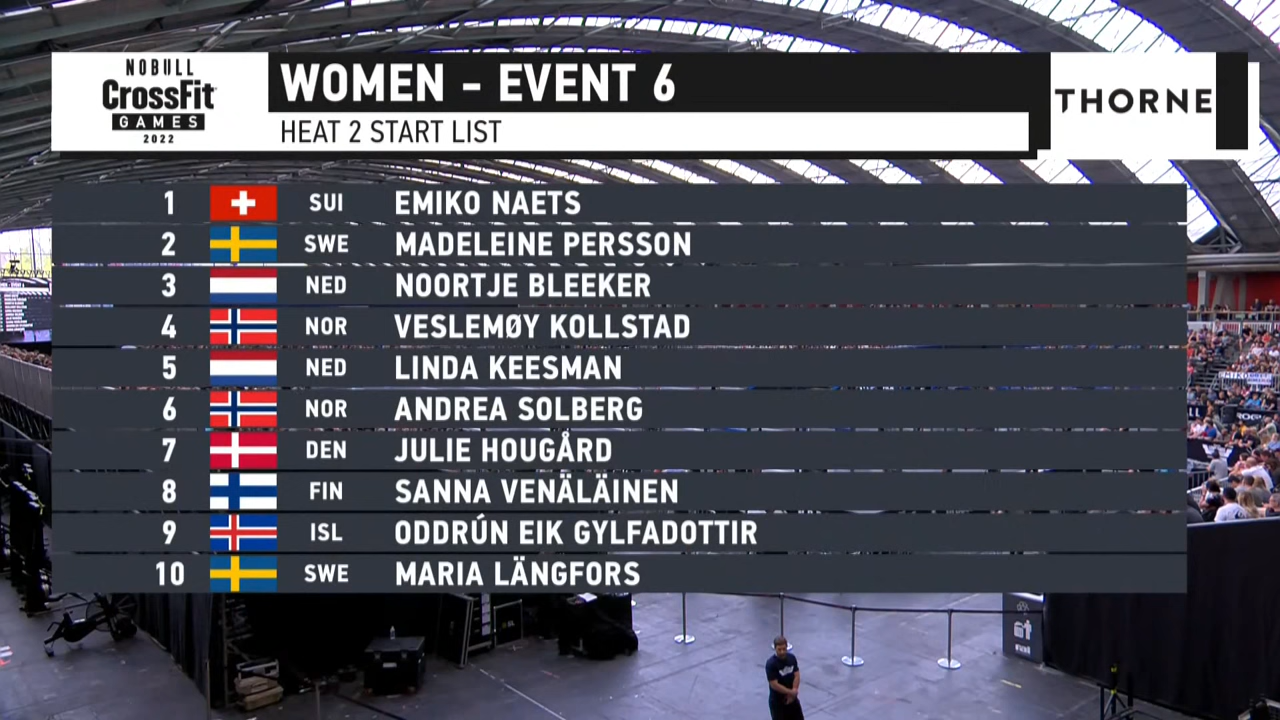 NOBULL
CrossFit
GAMES
2022
WOMEN - EVENT 6
HEAT 2 START LIST
THORNE
1 SUI EMIKO NAETS
2 SWE MADELEINE PERSSON
3 NED NOORTJE BLEEKER
4 NOR VESLEMØY KOLLSTAD
5 NED LINDA KEESMAN
6 NOR ANDREA SOLBERG
7 DEN JULIE HOUGÅRD
8 FIN SANNA VENÄLÄINEN
9 ISL ODDRÚN EIK GYLFADOTTIR
10 SWE MARIA LÄNGFORS